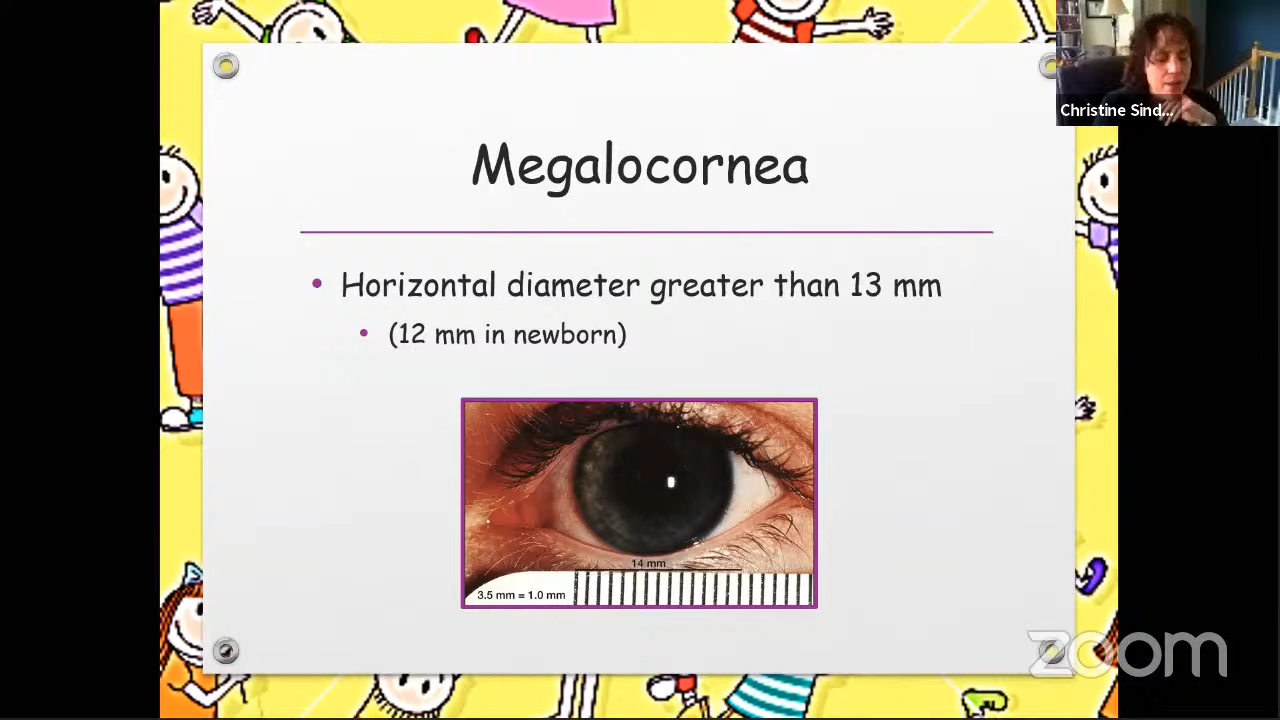 Christine Sind...
Megalocornea
• Horizontal diameter greater than 13 mm
• (12 mm in newborn)
14 mm
3.5 mm = 1.0 mm
zoom